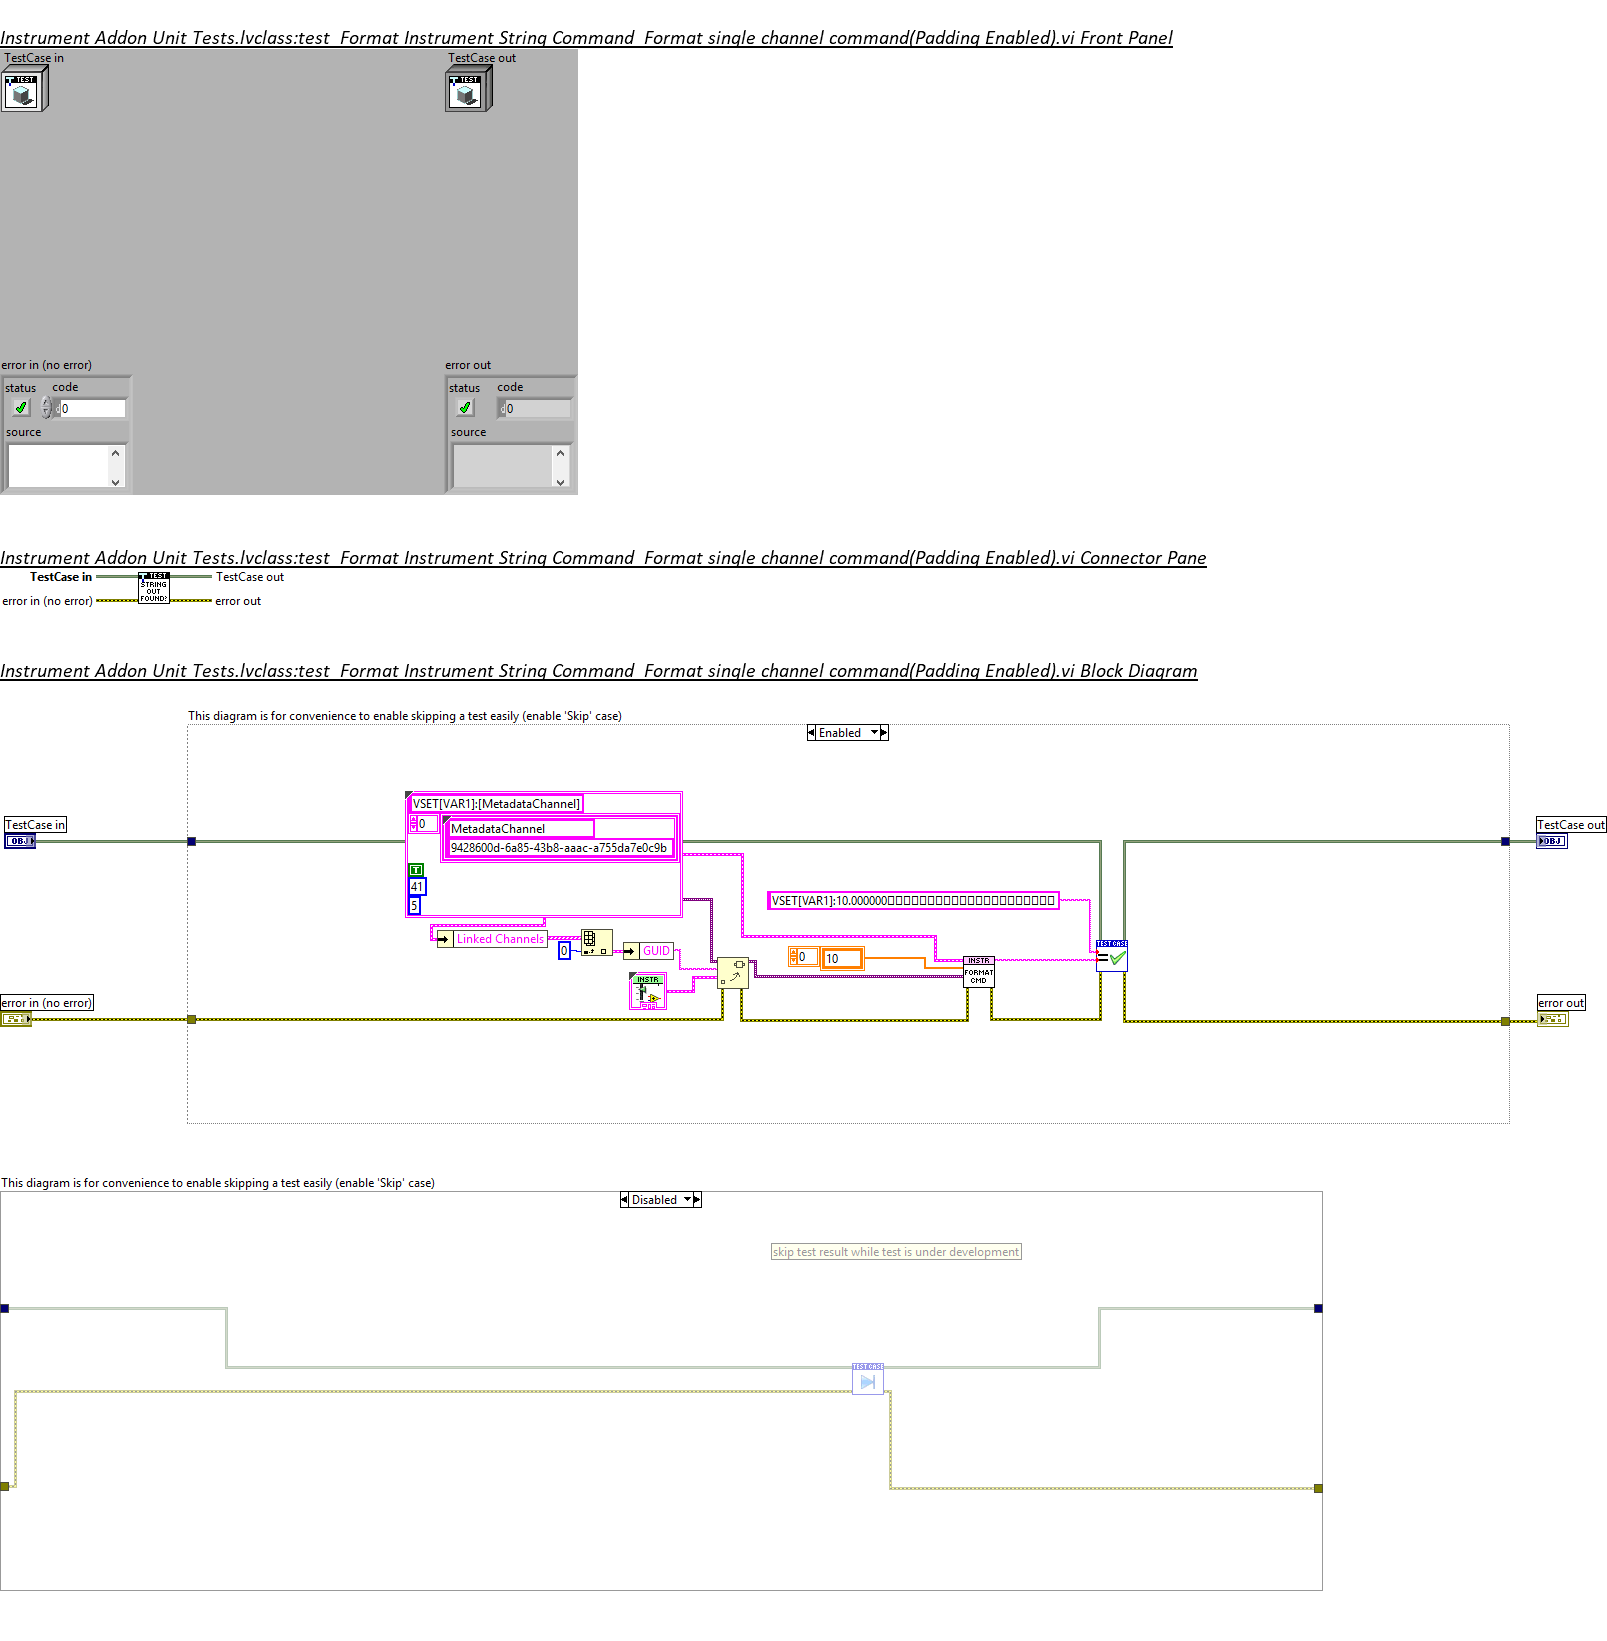 Instrument Addon Unit Tests.lvclass:test_Format Instrument String Command_Format single channel command(Padding Enabled).vi Front Panel
TestCase in
TestCase out
TEST
TEST
error in (no error)
error out
status
code
status
code
d
0
d
0
source
source
Instrument Addon Unit Tests.lvclass:test_Format Instrument String Command_Format single channel command(Padding Enabled).vi Connector Pane
TestCase in
TEST
STRING
OUT
FOUND?
TestCase out
error in (no error)
error out
Instrument Addon Unit Tests.lvclass:test_Format Instrument String Command_Format single channel command(Padding Enabled).vi Block Diagram
This diagram is for convenience to enable skipping a test easily (enable 'Skip' case)
Enabled
VSET[VAR1]:[MetadataChannel]
0
MetadataChannel
9428600d-6a85-43b8-aaac-a755da7e0c9b
T
41
5
TestCase in
OBJ
TestCase out
OBJ
VSET[VAR1]:10.000000□□□□□□□□□□□□□□□□□□□□□
Linked Channels
0
GUID
INSTR
0
10
INSTR
FORMAT
CMD
TEST CASE
=
error in (no error)
error out
This diagram is for convenience to enable skipping a test easily (enable 'Skip' case)
Disabled
skip test result while test is under development
TEST CASE